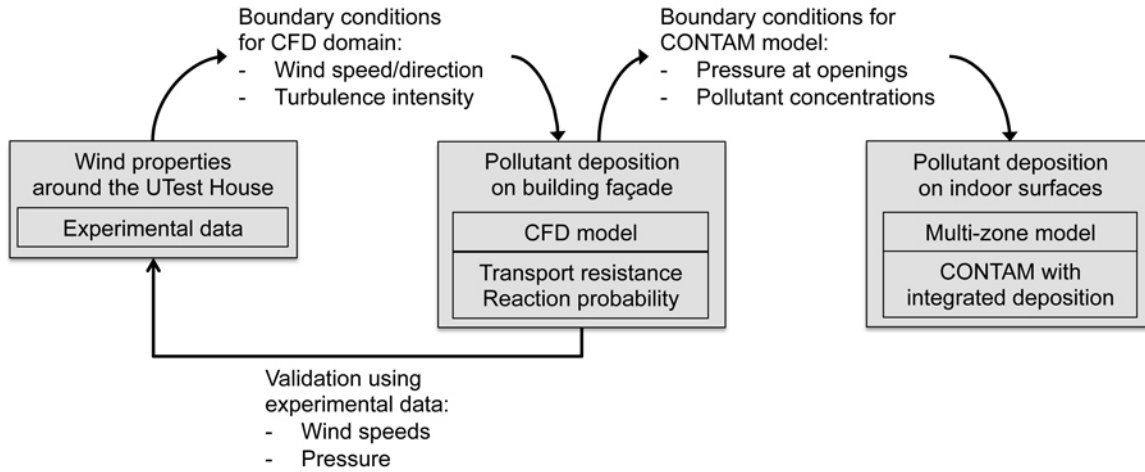 Boundary conditions
for CFD domain:
- Wind speed/direction
- Turbulence intensity
Boundary conditions for
CONTAM model:
- Pressure at openings
- Pollutant concentrations
Wind properties
around the UTest House
Experimental data
Pollutant deposition
on building façade
CFD model
Transport resistance
Reaction probability
Pollutant deposition
on indoor surfaces
Multi-zone model
CONTAM with
integrated deposition
Validation using
experimental data:
- Wind speeds
- Pressure